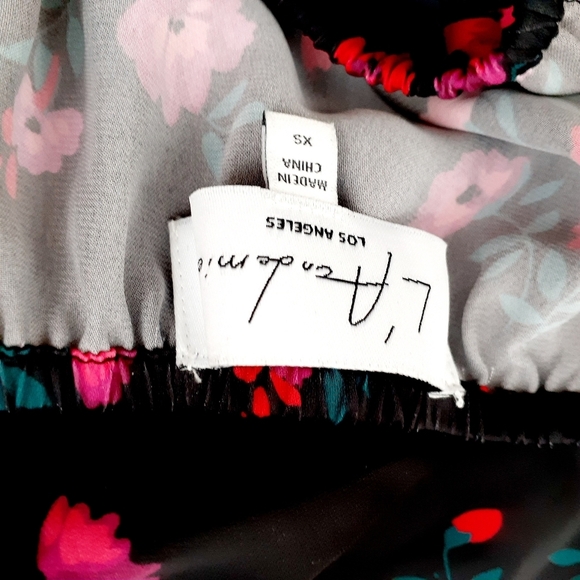 L'Academie
LOS ANGELES
MADE IN
CHINA
XS